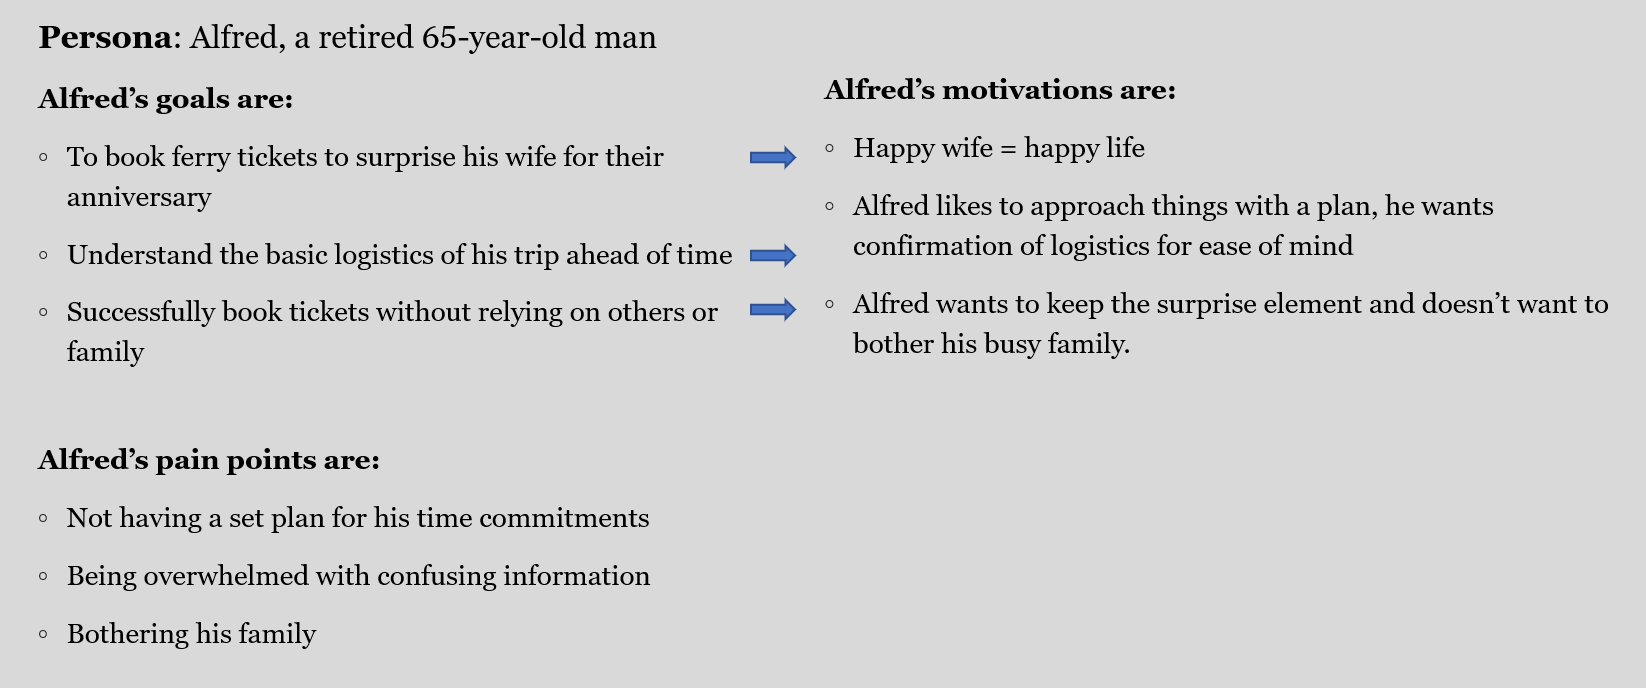 Persona: Alfred, a retired 65-year-old man
Alfred’s goals are:
◦ To book ferry tickets to surprise his wife for their
anniversary
◦ Understand the basic logistics of his trip ahead of time
◦ Successfully book tickets without relying on others or
family
Alfred’s motivations are:
◦ Happy wife = happy life
◦ Alfred likes to approach things with a plan, he wants
confirmation of logistics for ease of mind
◦ Alfred wants to keep the surprise element and doesn’t want to
bother his busy family.
Alfred’s pain points are:
◦ Not having a set plan for his time commitments
◦ Being overwhelmed with confusing information
◦ Bothering his family